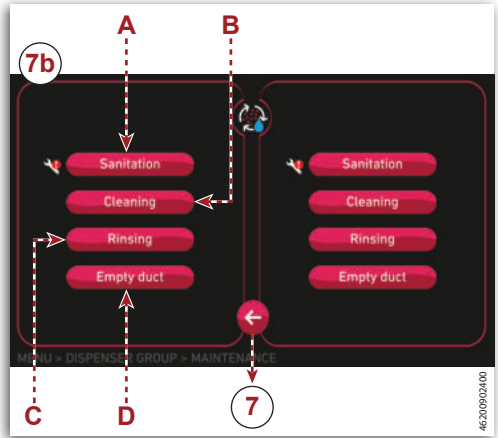 A B
7b
Sanitation Sanitation
Cleaning Cleaning
Rinsing Rinsing
Empty duct Empty duct
MENU > DISPENSER GROUP > MAINTENANCE
C D 7
46200902400